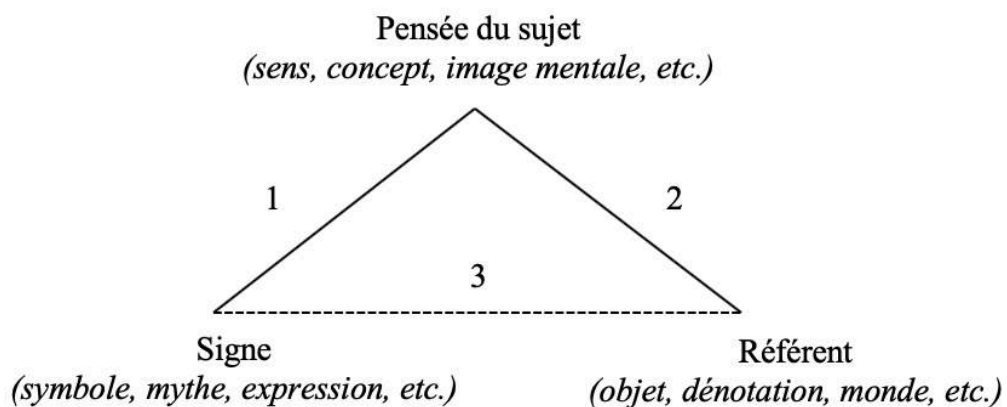 Pensée du sujet
(sens, concept, image mentale, etc.)
1
2
3
Signe
(symbole, mythe, expression, etc.)
Référent
(objet, dénotation, monde, etc.)